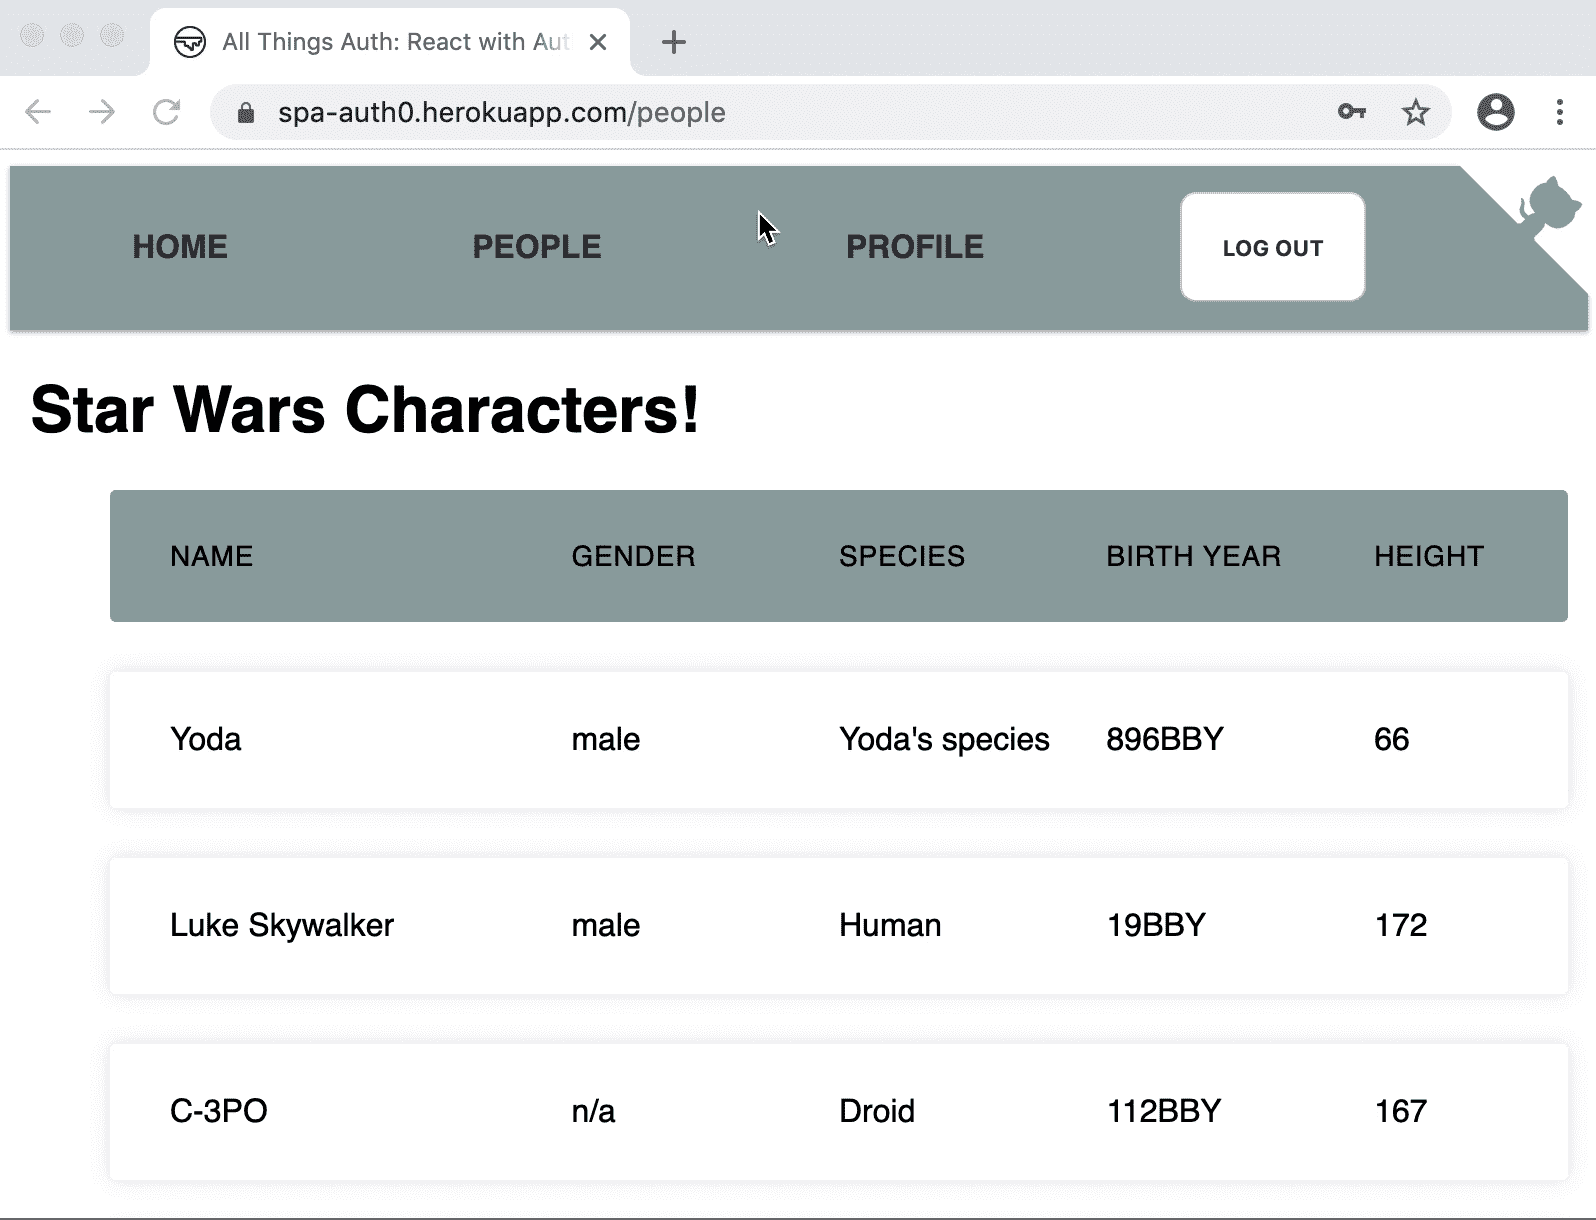 All Things Auth: React with Aut
spa-auth0.herokuapp.com/people
HOME PEOPLE PROFILE LOG OUT
Star Wars Characters!
NAME GENDER SPECIES BIRTH YEAR HEIGHT
Yoda male Yoda's species 896BBY 66
Luke Skywalker male Human 19BBY 172
C-3PO n/a Droid 112BBY 167